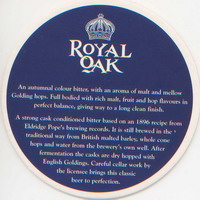 ROYAL
OAK
An autumnal colour bitter, with an aroma of malt and mellow
Golding hops. Full bodied with rich malt, fruit and hop flavours in
perfect balance, giving way to a long clean finish.
A strong cask conditioned bitter based on an 1896 recipe from
Eldridge Pope's brewing records. It is still brewed in the
traditional way from British malted barley, whole cone
hops and water from the brewery's own well. After
fermentation the casks are dry hopped with
English Goldings. Careful cellar work by
the licensee brings this classic
beer to perfection.